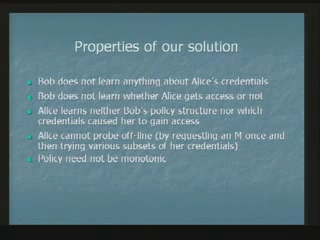 Properties of our solution
Bob does not learn anything about Alice's credentials
Bob does not learn whether Alice gets access or not
Alice learns neither Bob's policy structure nor which
credentials caused her to gain access
Alice cannot probe off-line (by requesting an M once and
then trying various subsets of her credentials)
Policy need not be monotonic